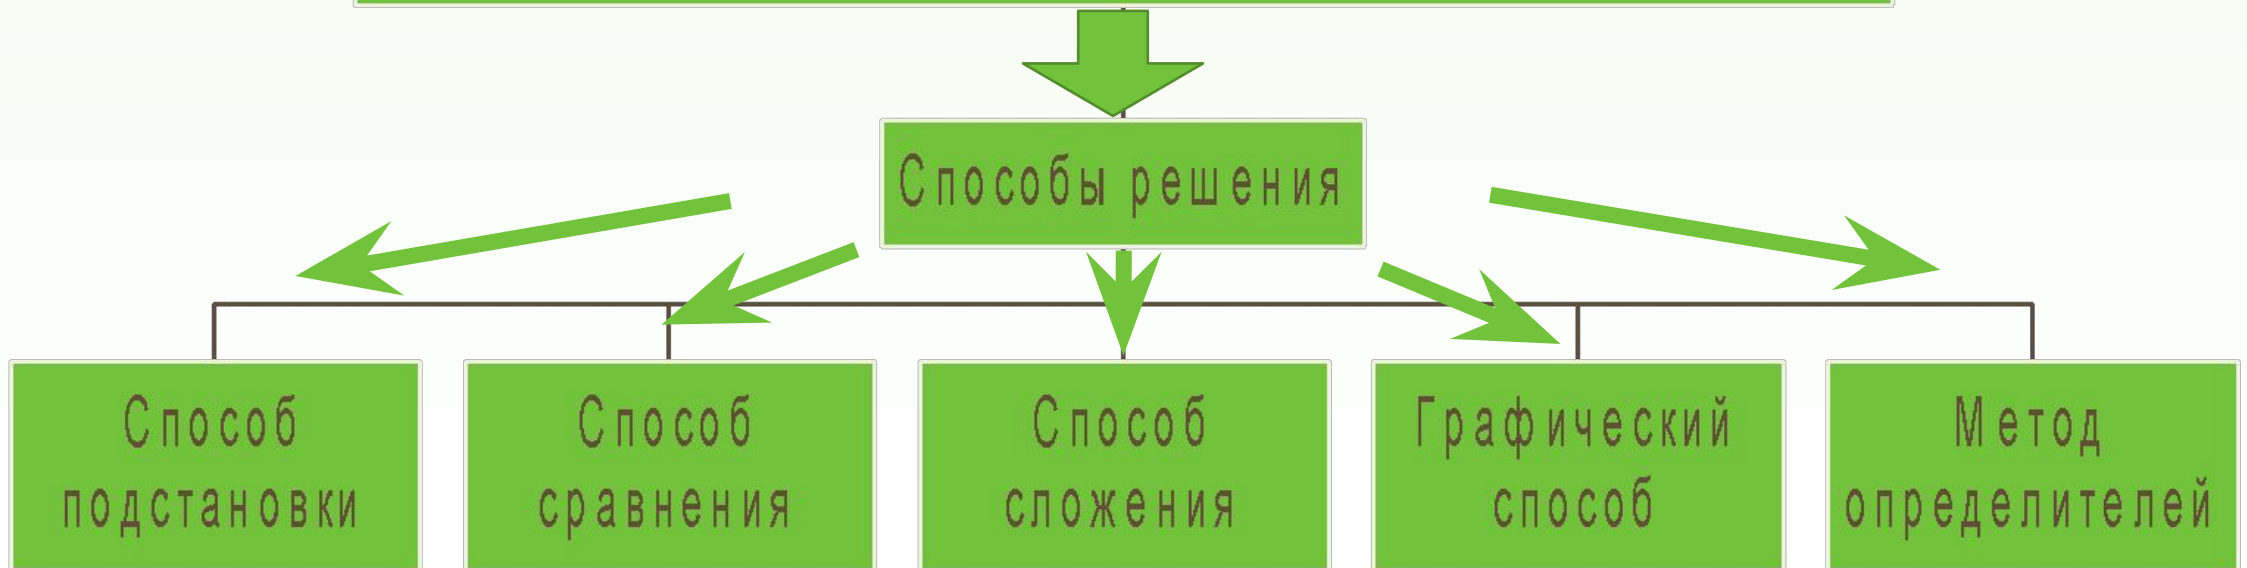 Способы решения
Способ
подстановки
Способ
сравнения
Способ
сложения
Графический
способ
Метод
определителей